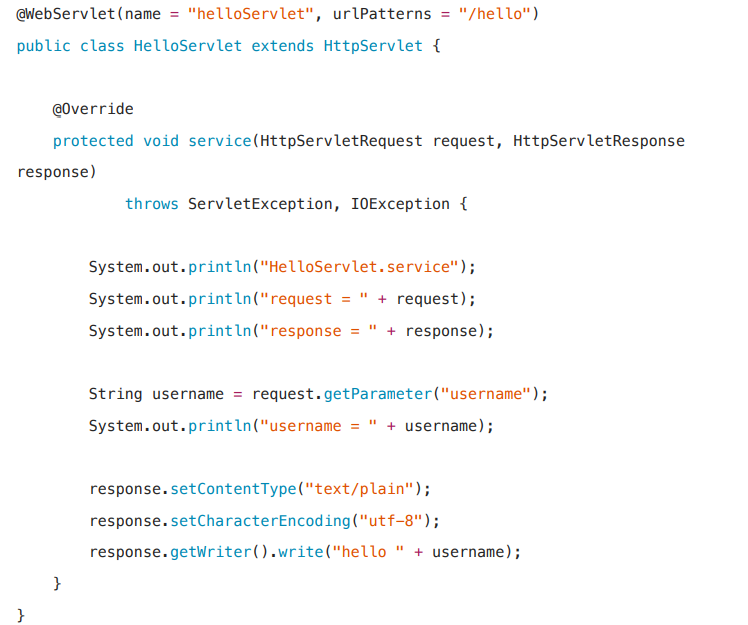 @WebServlet(name = "helloServlet", urlPatterns = "/hello")
public class HelloServlet extends HttpServlet {
    @Override
    protected void service(HttpServletRequest request, HttpServletResponse
response)
            throws ServletException, IOException {
        System.out.println("HelloServlet.service");
        System.out.println("request = " + request);
        System.out.println("response = " + response);
        String username = request.getParameter("username");
        System.out.println("username = " + username);
        response.setContentType("text/plain");
        response.setCharacterEncoding("utf-8");
        response.getWriter().write("hello " + username);
    }
}